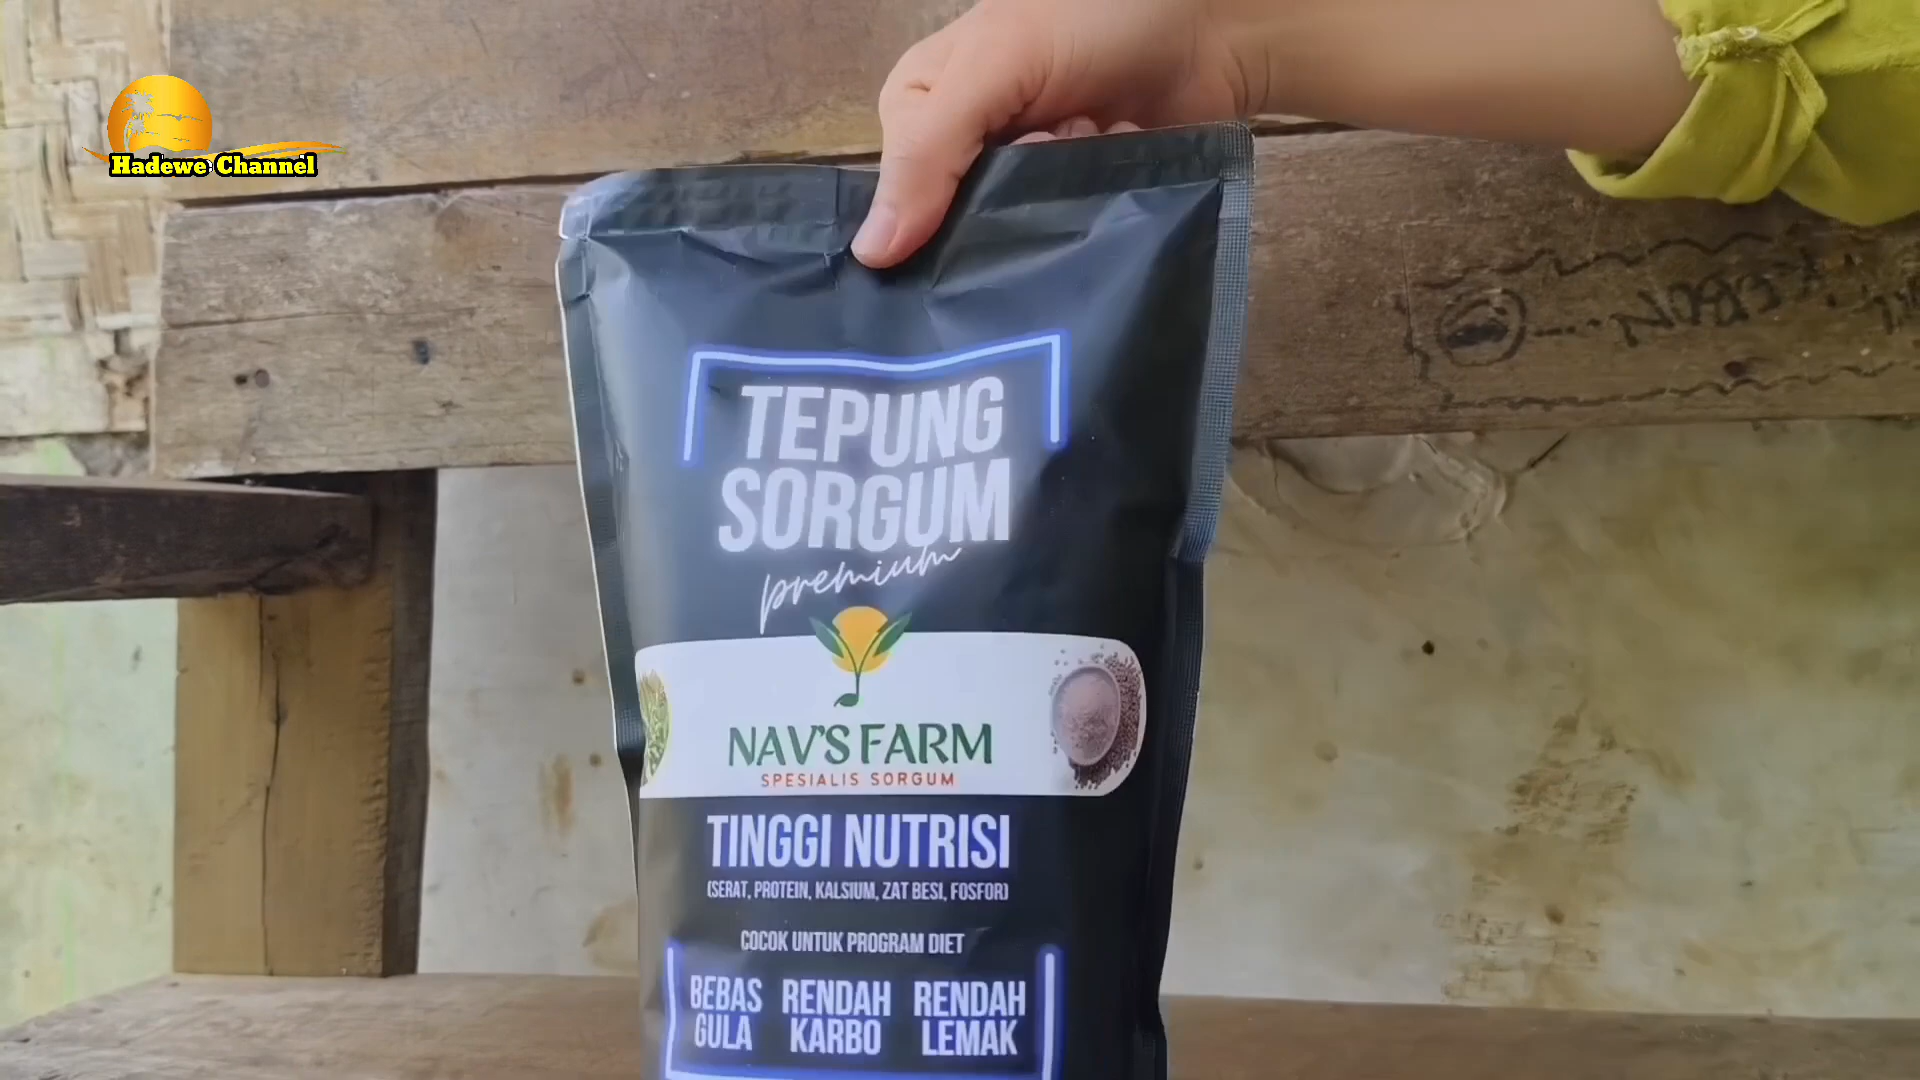 Hadewe Channel
TEPUNG
SORGUM
premium
NAV'S FARM
SPESIALIS SORGUM
TINGGI NUTRISI
(SERAT, PROTEIN, KALSIUM, ZAT BESI, FOSFOR)
COCOK UNTUK PROGRAM DIET
BEBAS GULA
RENDAH KARBO
RENDAH LEMAK